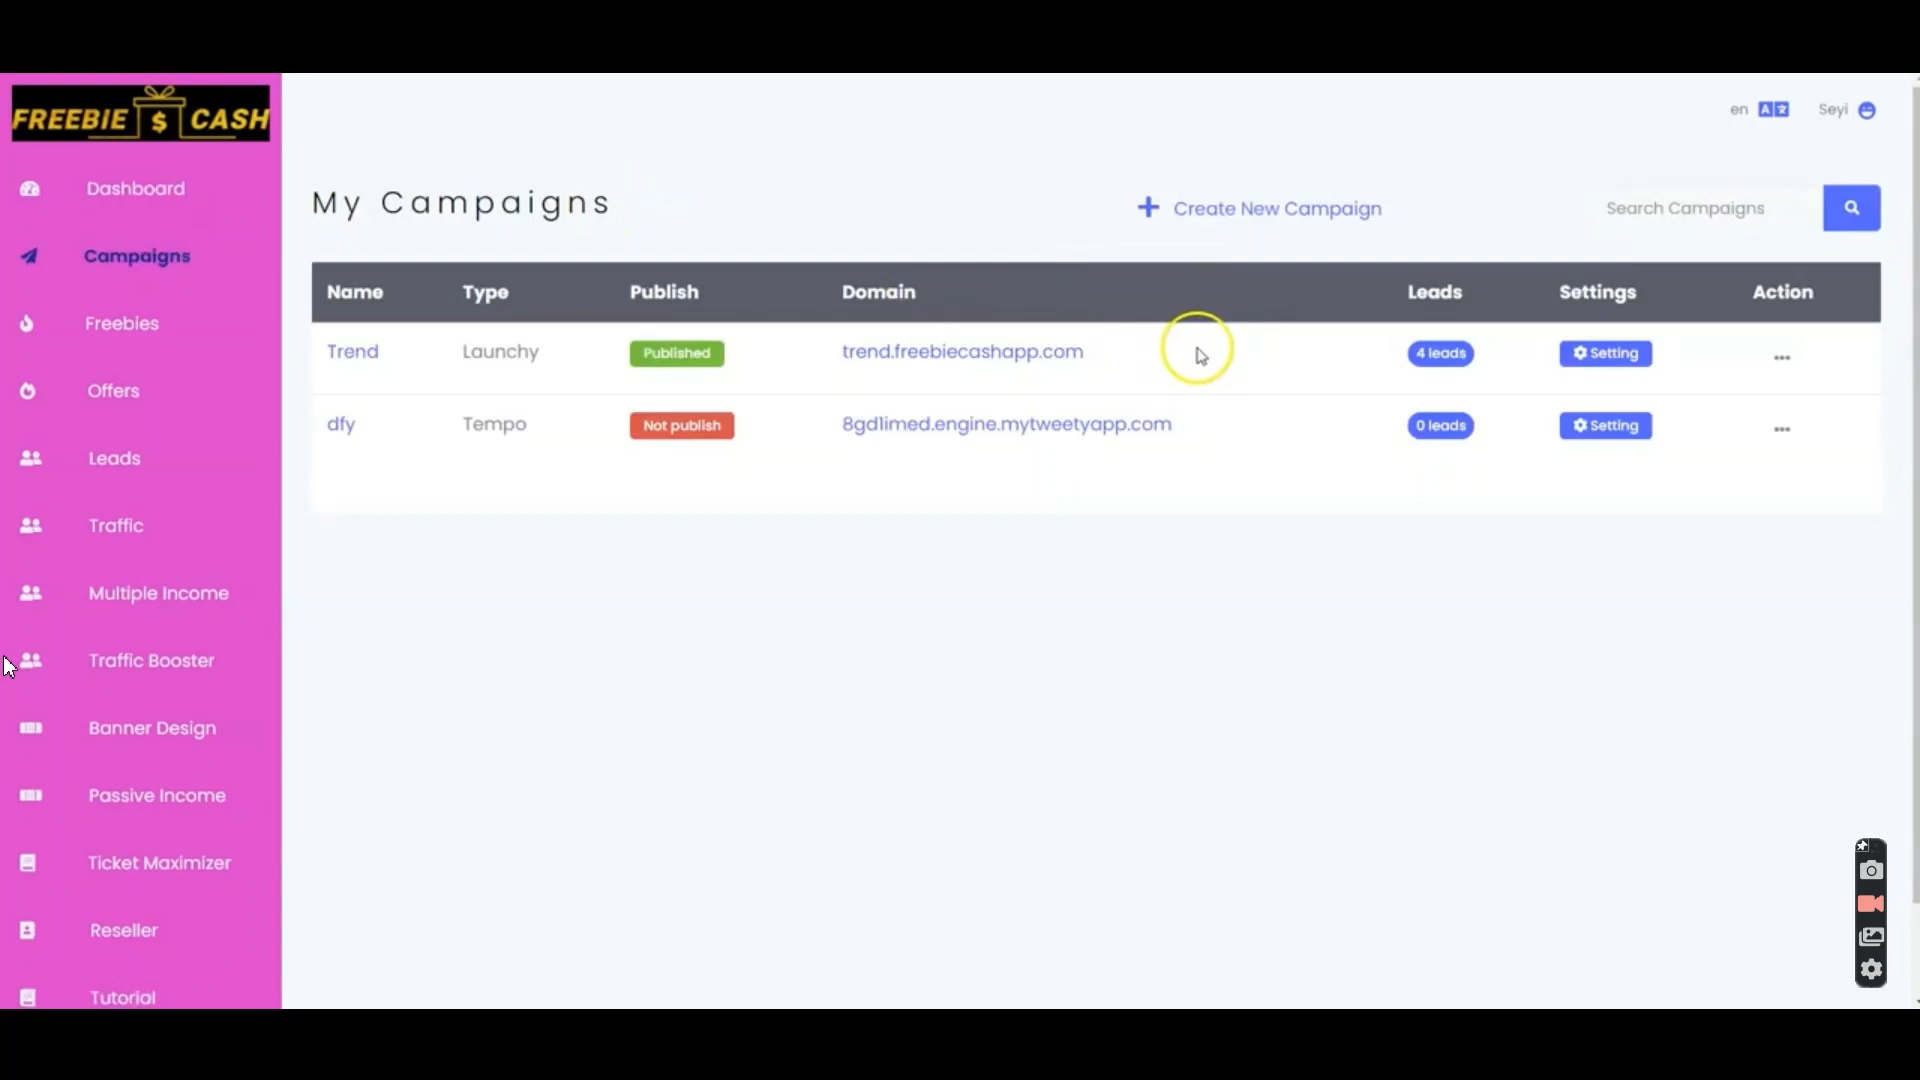 FREEBIE $ CASH
en
Seyi
Dashboard
Campaigns
Freebies
Offers
Leads
Traffic
Multiple Income
Traffic Booster
Banner Design
Passive Income
Ticket Maximizer
Reseller
Tutorial
My Campaigns
Create New Campaign
Search Campaigns
Name Type Publish Domain Leads Settings Action
Trend Launchy Published trend.freebiecashapp.com 4 leads Setting ...
dfy Tempo Not publish 8gd1imed.engine.mytweetyapp.com 0 leads Setting ...